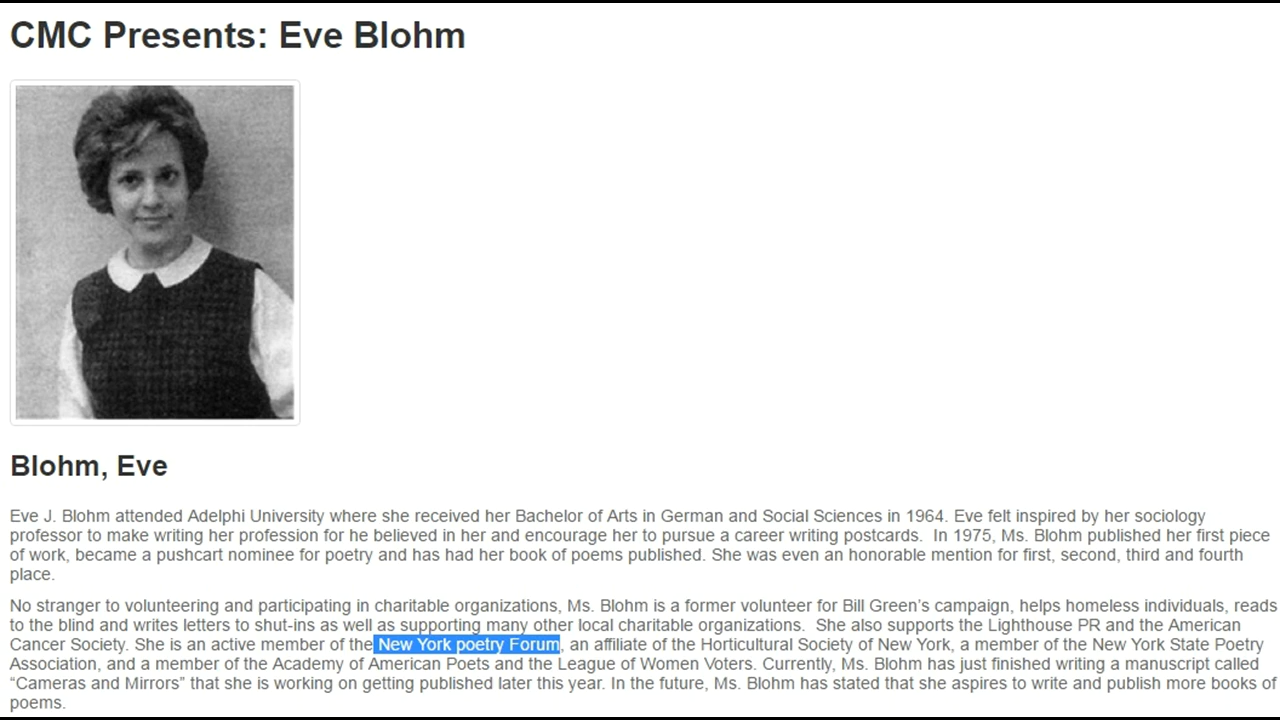 CMC Presents: Eve Blohm
Blohm, Eve
Eve J. Blohm attended Adelphi University where she received her Bachelor of Arts in German and Social Sciences in 1964. Eve felt inspired by her sociology
professor to make writing her profession for he believed in her and encourage her to pursue a career writing postcards.  In 1975, Ms. Blohm published her first piece
of work, became a pushcart nominee for poetry and has had her book of poems published. She was even an honorable mention for first, second, third and fourth
place.
No stranger to volunteering and participating in charitable organizations, Ms. Blohm is a former volunteer for Bill Green’s campaign, helps homeless individuals, reads
to the blind and writes letters to shut-ins as well as supporting many other local charitable organizations.  She also supports the Lighthouse PR and the American
Cancer Society. She is an active member of the New York poetry Forum, an affiliate of the Horticultural Society of New York, a member of the New York State Poetry
Association, and a member of the Academy of American Poets and the League of Women Voters. Currently, Ms. Blohm has just finished writing a manuscript called
“Cameras and Mirrors” that she is working on getting published later this year. In the future, Ms. Blohm has stated that she aspires to write and publish more books of
poems.